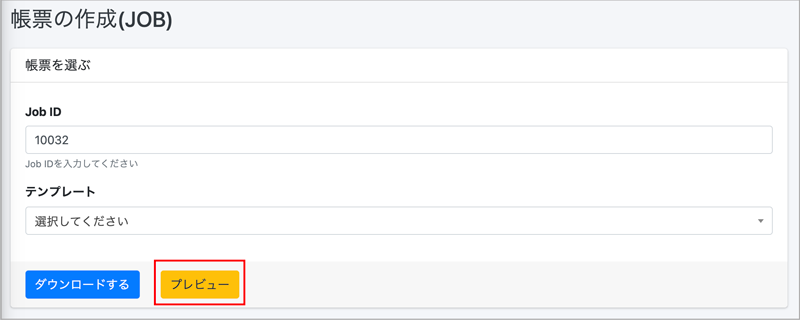 帳票の作成(JOB)
帳票を選ぶ
Job ID
10032
Job IDを入力してください
テンプレート
選択してください
ダウンロードする
プレビュー